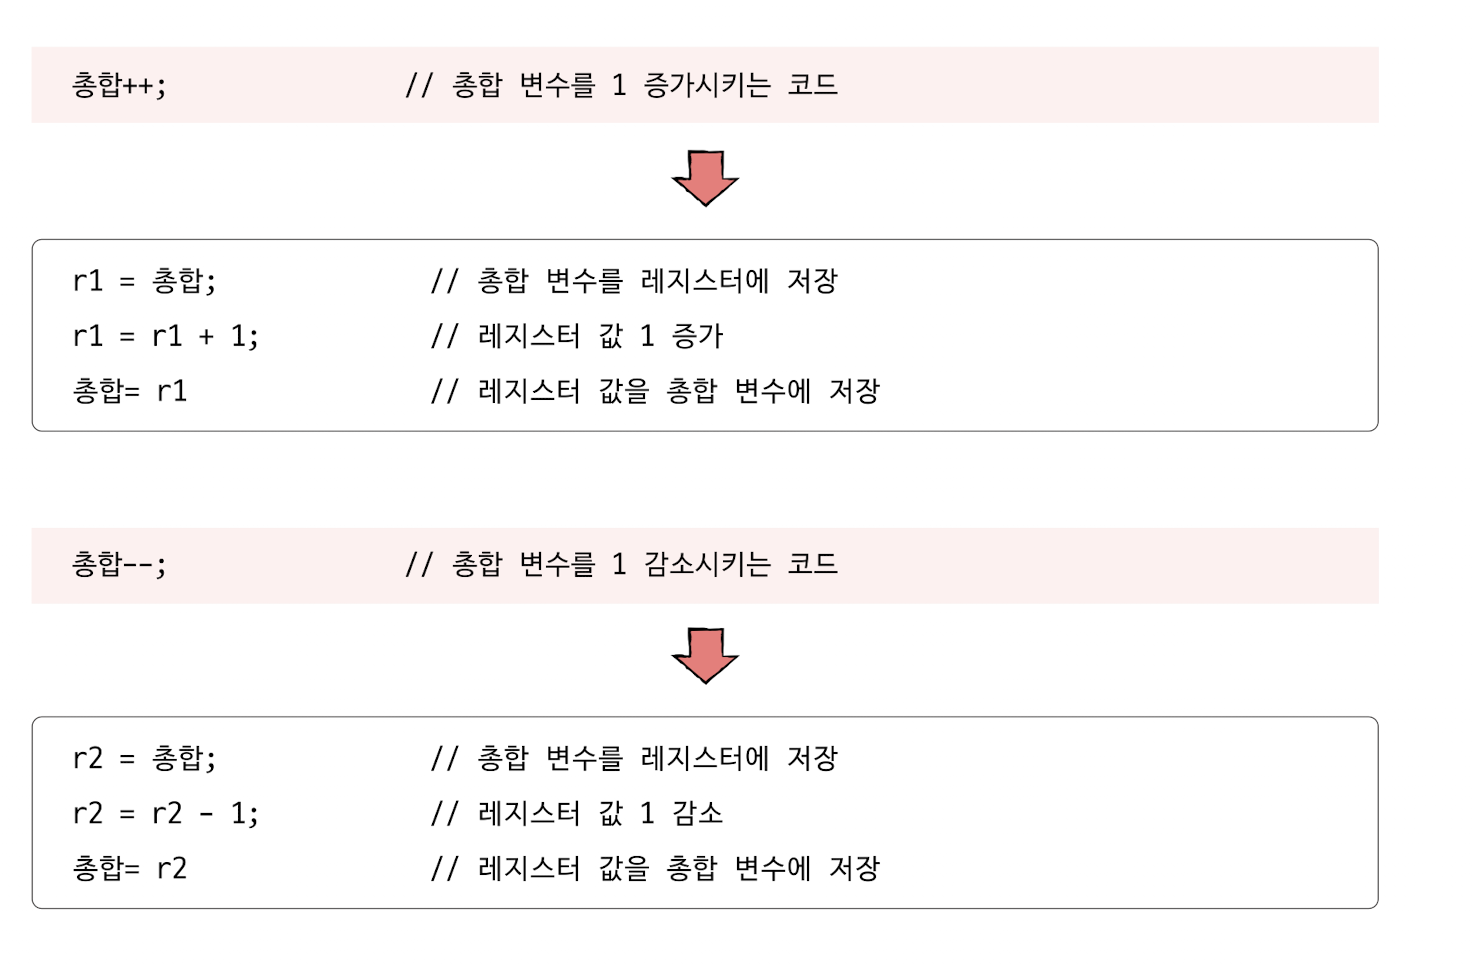 총합++; // 총합 변수를 1 증가시키는 코드
r1 = 총합; // 총합 변수를 레지스터에 저장
r1 = r1 + 1; // 레지스터 값 1 증가
총합= r1 // 레지스터 값을 총합 변수에 저장
총합--; // 총합 변수를 1 감소시키는 코드
r2 = 총합; // 총합 변수를 레지스터에 저장
r2 = r2 - 1; // 레지스터 값 1 감소
총합= r2 // 레지스터 값을 총합 변수에 저장